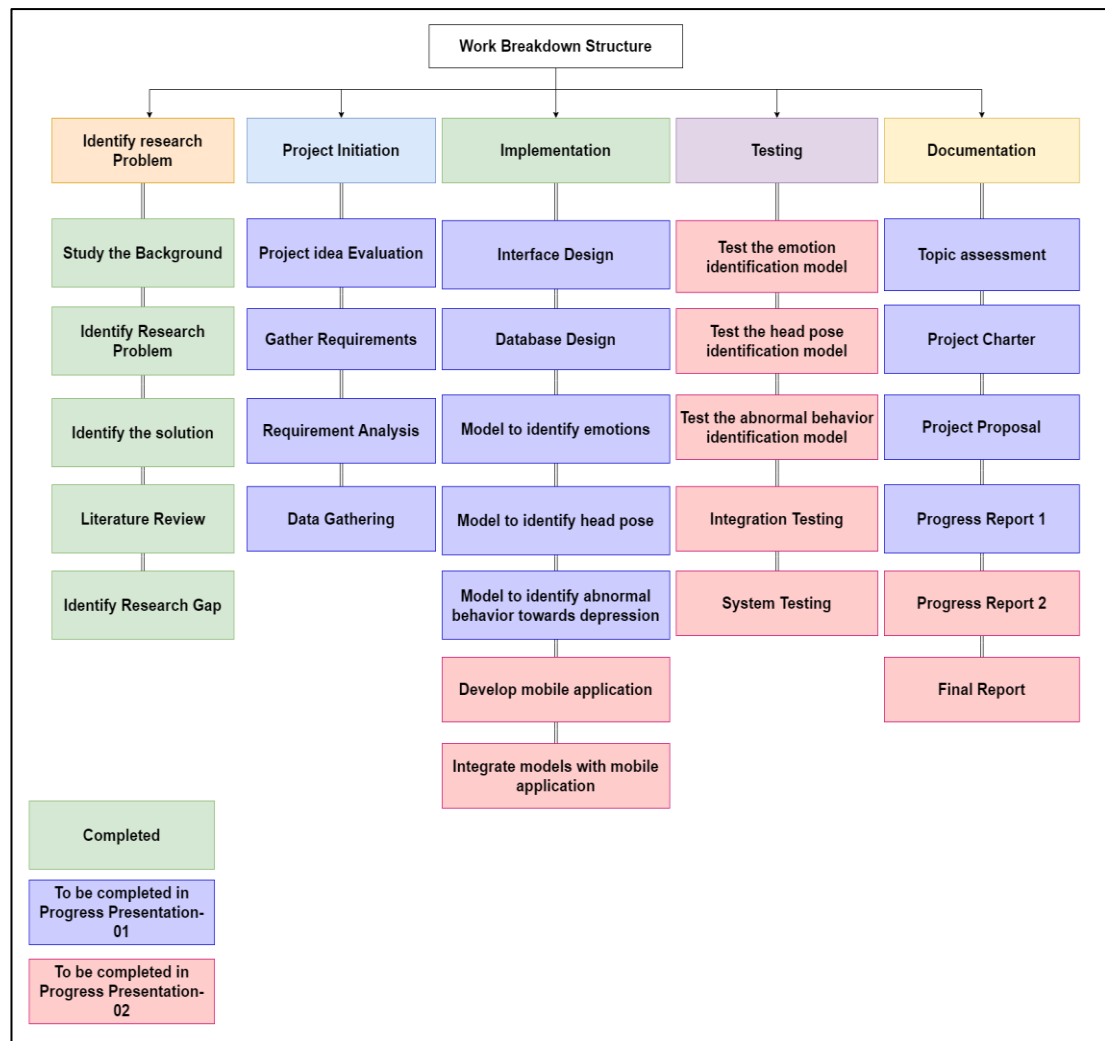 Work Breakdown Structure
Identify research
Problem
Project Initiation
Implementation
Testing
Documentation
Study the Background
Identify Research
Problem
Identify the solution
Literature Review
Identify Research Gap
Project idea Evaluation
Gather Requirements
Requirement Analysis
Data Gathering
Interface Design
Database Design
Model to identify emotions
Model to identify head pose
Model to identify abnormal
behavior towards depression
Develop mobile application
Integrate models with mobile
application
Test the emotion
identification model
Test the head pose
identification model
Test the abnormal behavior
identification model
Integration Testing
System Testing
Topic assessment
Project Charter
Project Proposal
Progress Report 1
Progress Report 2
Final Report
Completed
To be completed in
Progress Presentation-
01
To be completed in
Progress Presentation-
02